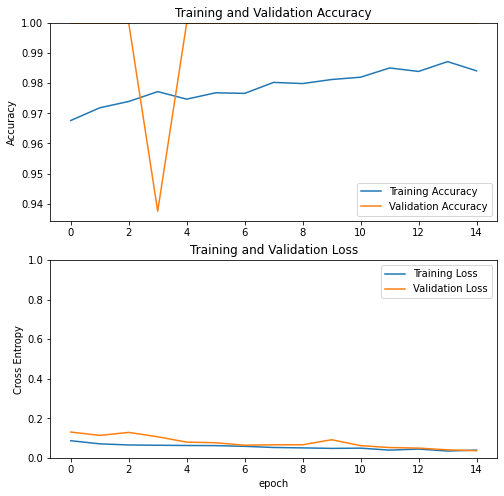 Training and Validation Accuracy
1.00
0.99
0.98
0.97
0.96
0.95
0.94
Accuracy
Training Accuracy
Validation Accuracy
0 2 4 6 8 10 12 14
Training and Validation Loss
1.0
0.8
0.6
0.4
0.2
0.0
Cross Entropy
Training Loss
Validation Loss
0 2 4 6 8 10 12 14
epoch